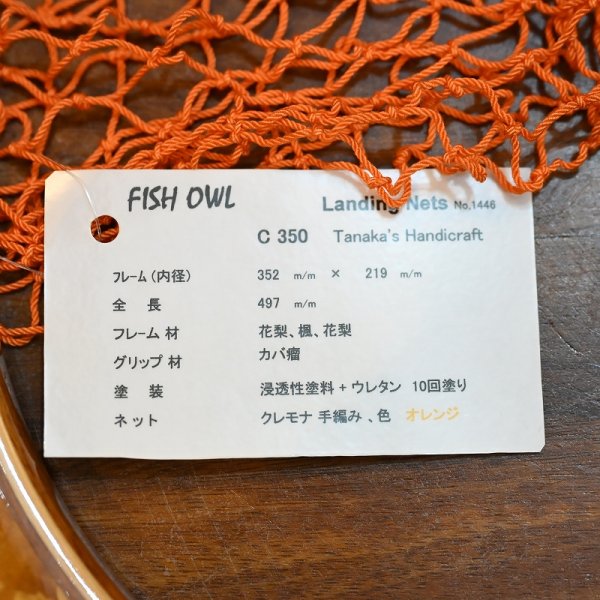 FISH OWL
Landing Nets No.1446
C 350 Tanaka's Handicraft
フレーム(内径) 352 m/m × 219 m/m
全 長 497 m/m
フレーム 材 花梨、楓、花梨
グリップ 材 カバ瘤
塗 装 浸透性塗料 + ウレタン 10回塗り
ネット クレモナ 手編み 、色 オレンジ